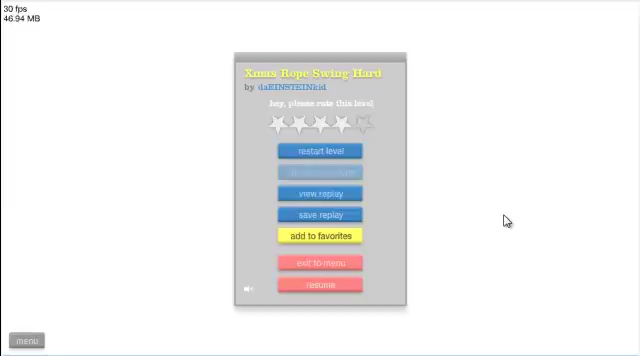 30 fps
46.94 MB
Xmas Rope Swing Hard
by daEINSTEINkid
hey, please rate this level
restart level
view replay
save replay
add to favorites
exit to menu
resume
menu